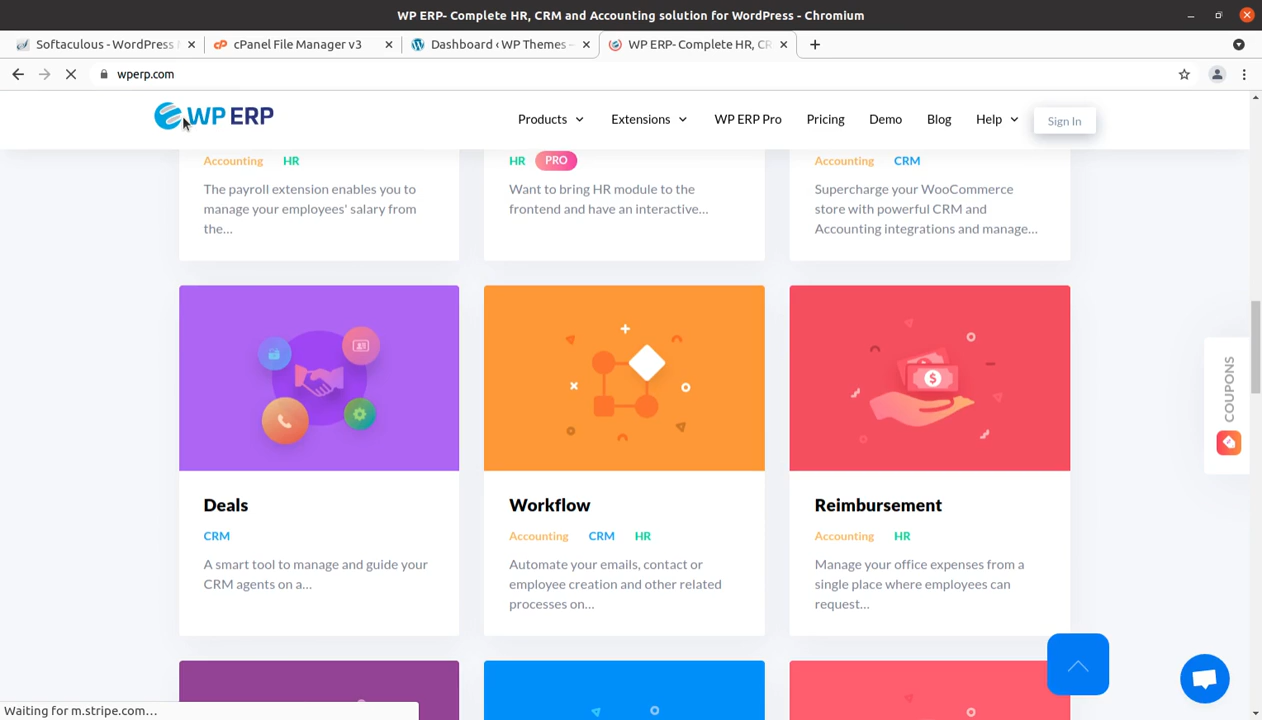 WP ERP- Complete HR, CRM and Accounting solution for WordPress - Chromium
Softaculous - WordPress cPanel File Manager v3 Dashboard ‹ WP Themes - WP ERP- Complete HR, CR
wperp.com
WP ERP Products Extensions WP ERP Pro Pricing Demo Blog Help Sign In
Accounting HR
The payroll extension enables you to
manage your employees' salary from
the...
HR PRO
Want to bring HR module to the
frontend and have an interactive...
Accounting CRM
Supercharge your WooCommerce
store with powerful CRM and
Accounting integrations and manage...
Deals
CRM
A smart tool to manage and guide your
CRM agents on a...
Workflow
Accounting CRM HR
Automate your emails, contact or
employee creation and other related
processes on...
Reimbursement
Accounting HR
Manage your office expenses from a
single place where employees can
request...
COUPONS
Waiting for m.stripe.com...